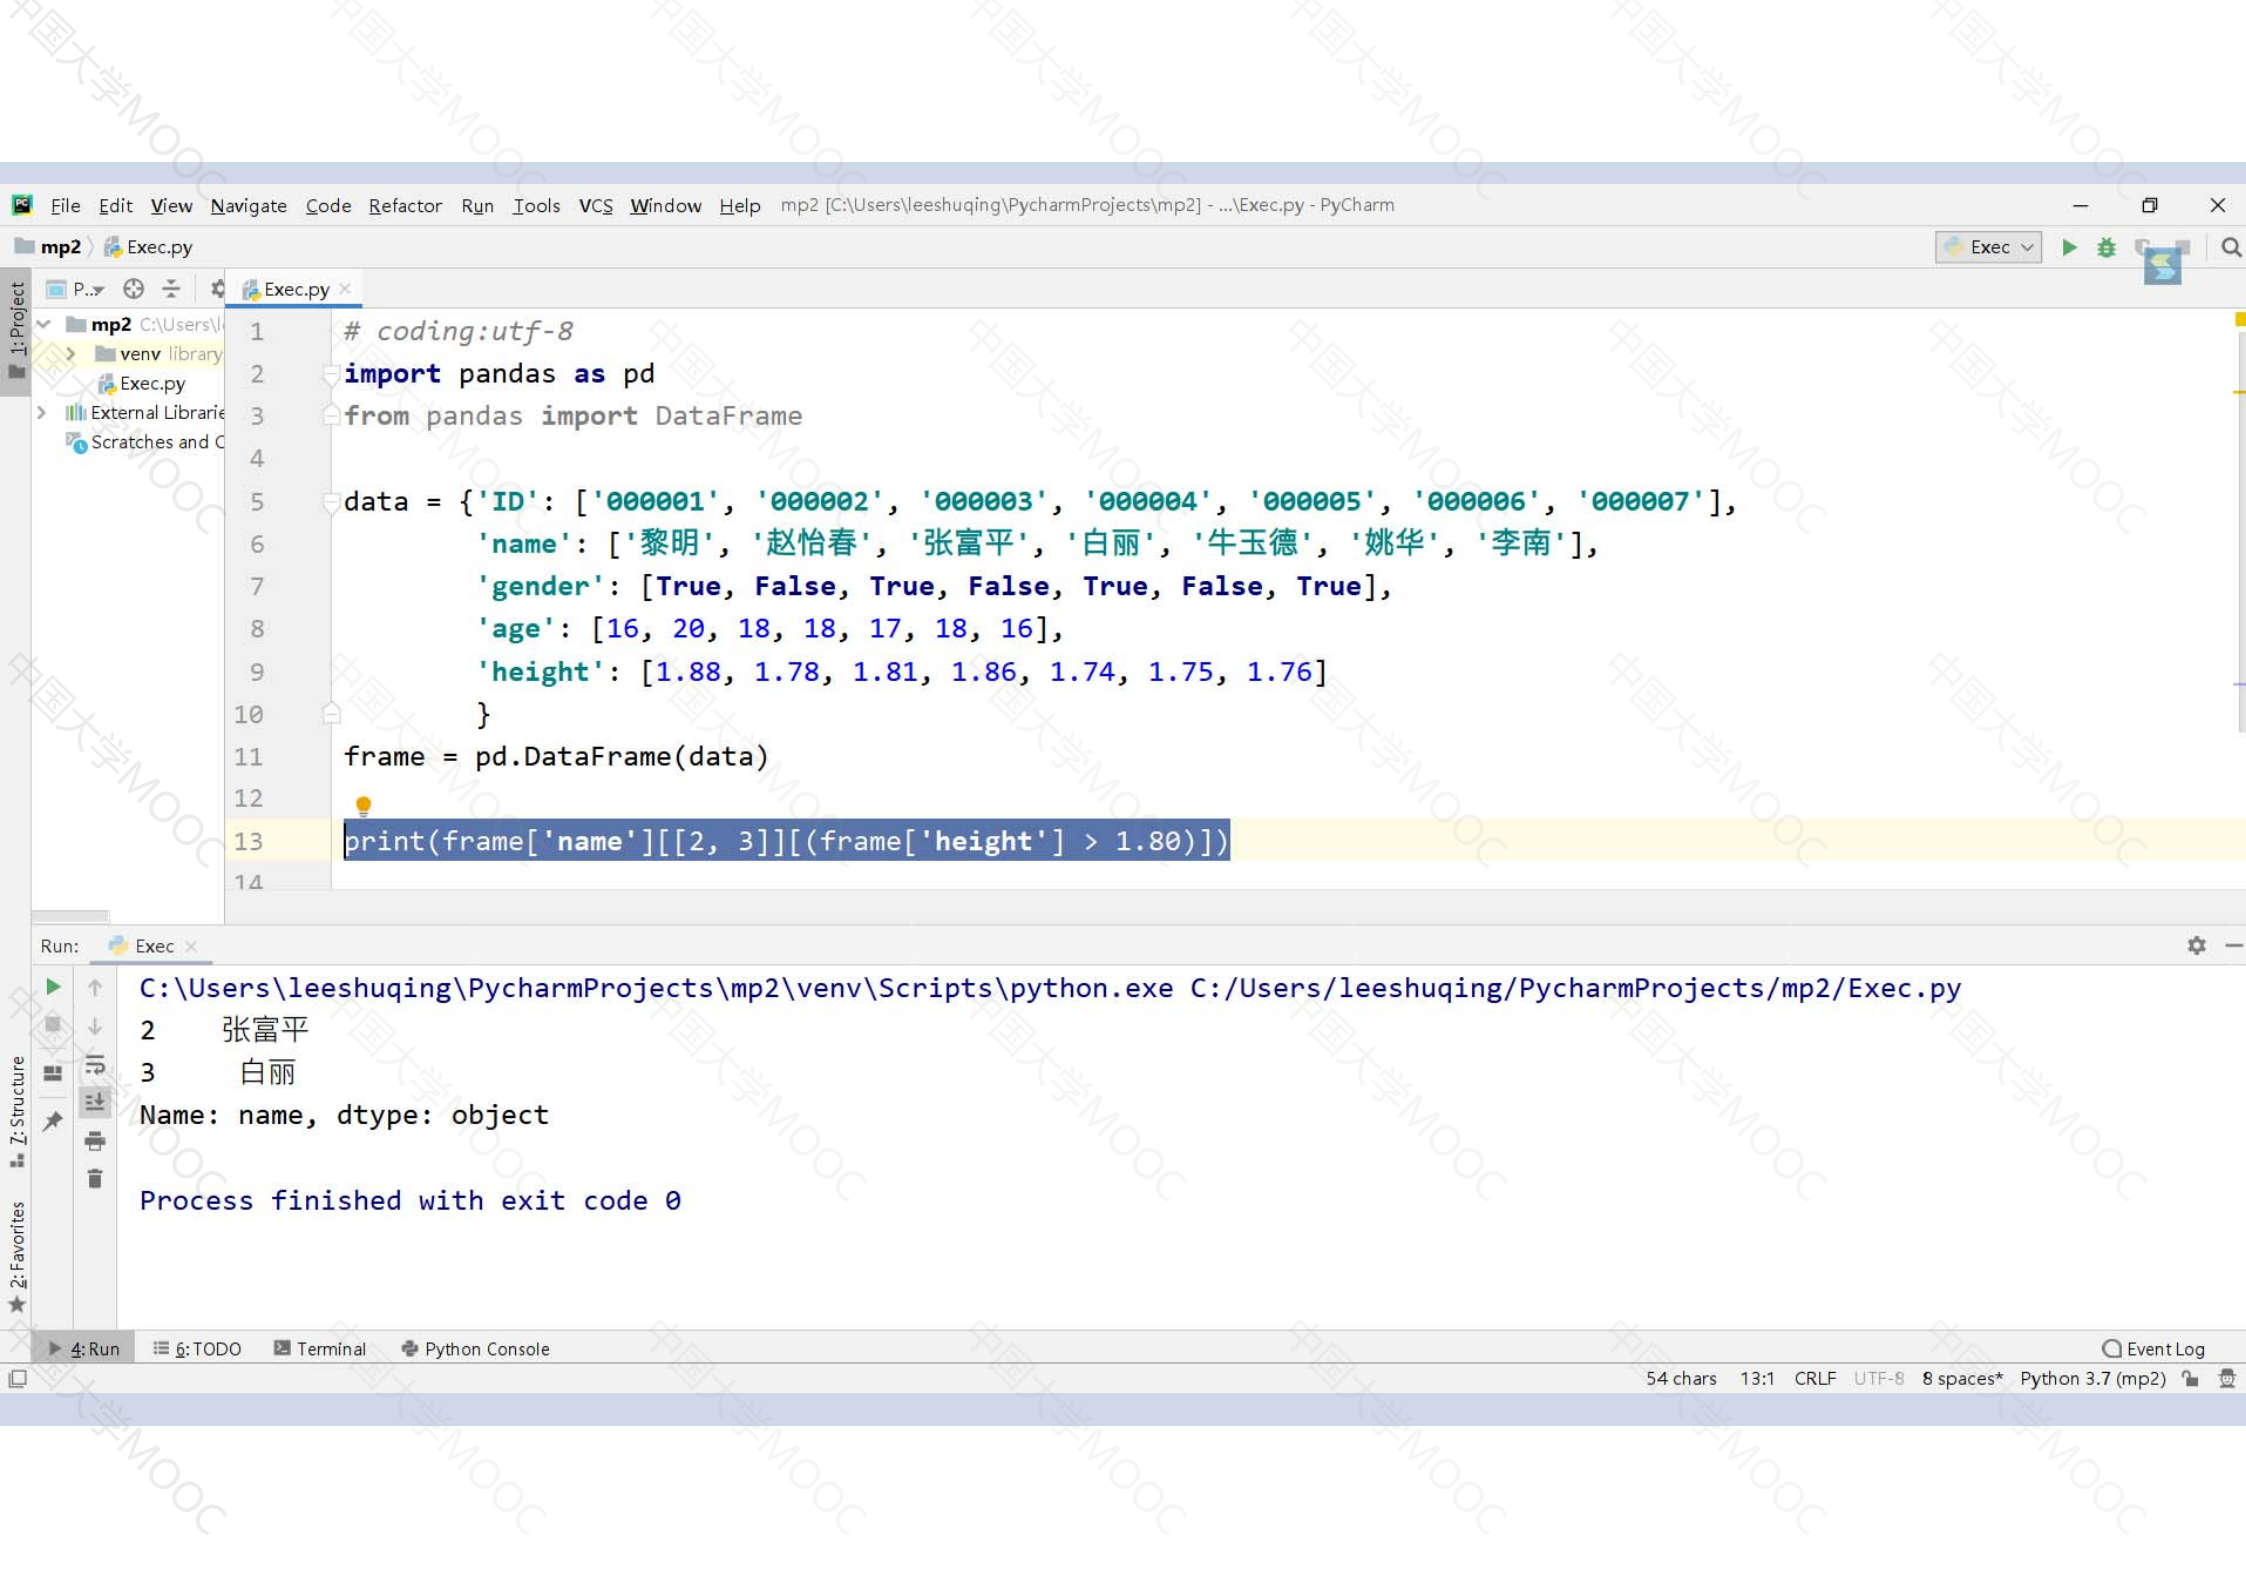 File Edit View Navigate Code Refactor Run Tools VCS Window Help mp2 [C:\Users\leeshuqing\PycharmProjects\mp2] - ...\Exec.py - PyCharm
mp2 Exec.py Exec
1: Project P.. Exec.py
mp2 C:\Users\l
venv library
Exec.py
External Librarie
Scratches and C
1 # coding:utf-8
2 import pandas as pd
3 from pandas import DataFrame
4
5 data = {'ID': ['000001', '000002', '000003', '000004', '000005', '000006', '000007'],
6 'name': ['黎明', '赵怡春', '张富平', '白丽', '牛玉德', '姚华', '李南'],
7 'gender': [True, False, True, False, True, False, True],
8 'age': [16, 20, 18, 18, 17, 18, 16],
9 'height': [1.88, 1.78, 1.81, 1.86, 1.74, 1.75, 1.76]
10 }
11 frame = pd.DataFrame(data)
12
13 print(frame['name'][[2, 3]][(frame['height'] > 1.80)])
14
Run: Exec
C:\Users\leeshuqing\PycharmProjects\mp2\venv\Scripts\python.exe C:/Users/leeshuqing/PycharmProjects/mp2/Exec.py
2 张富平
3 白丽
Name: name, dtype: object
Process finished with exit code 0
7: Structure
2: Favorites
4: Run 6: TODO Terminal Python Console Event Log
54 chars 13:1 CRLF UTF-8 8 spaces* Python 3.7 (mp2)
中国大学MOOC